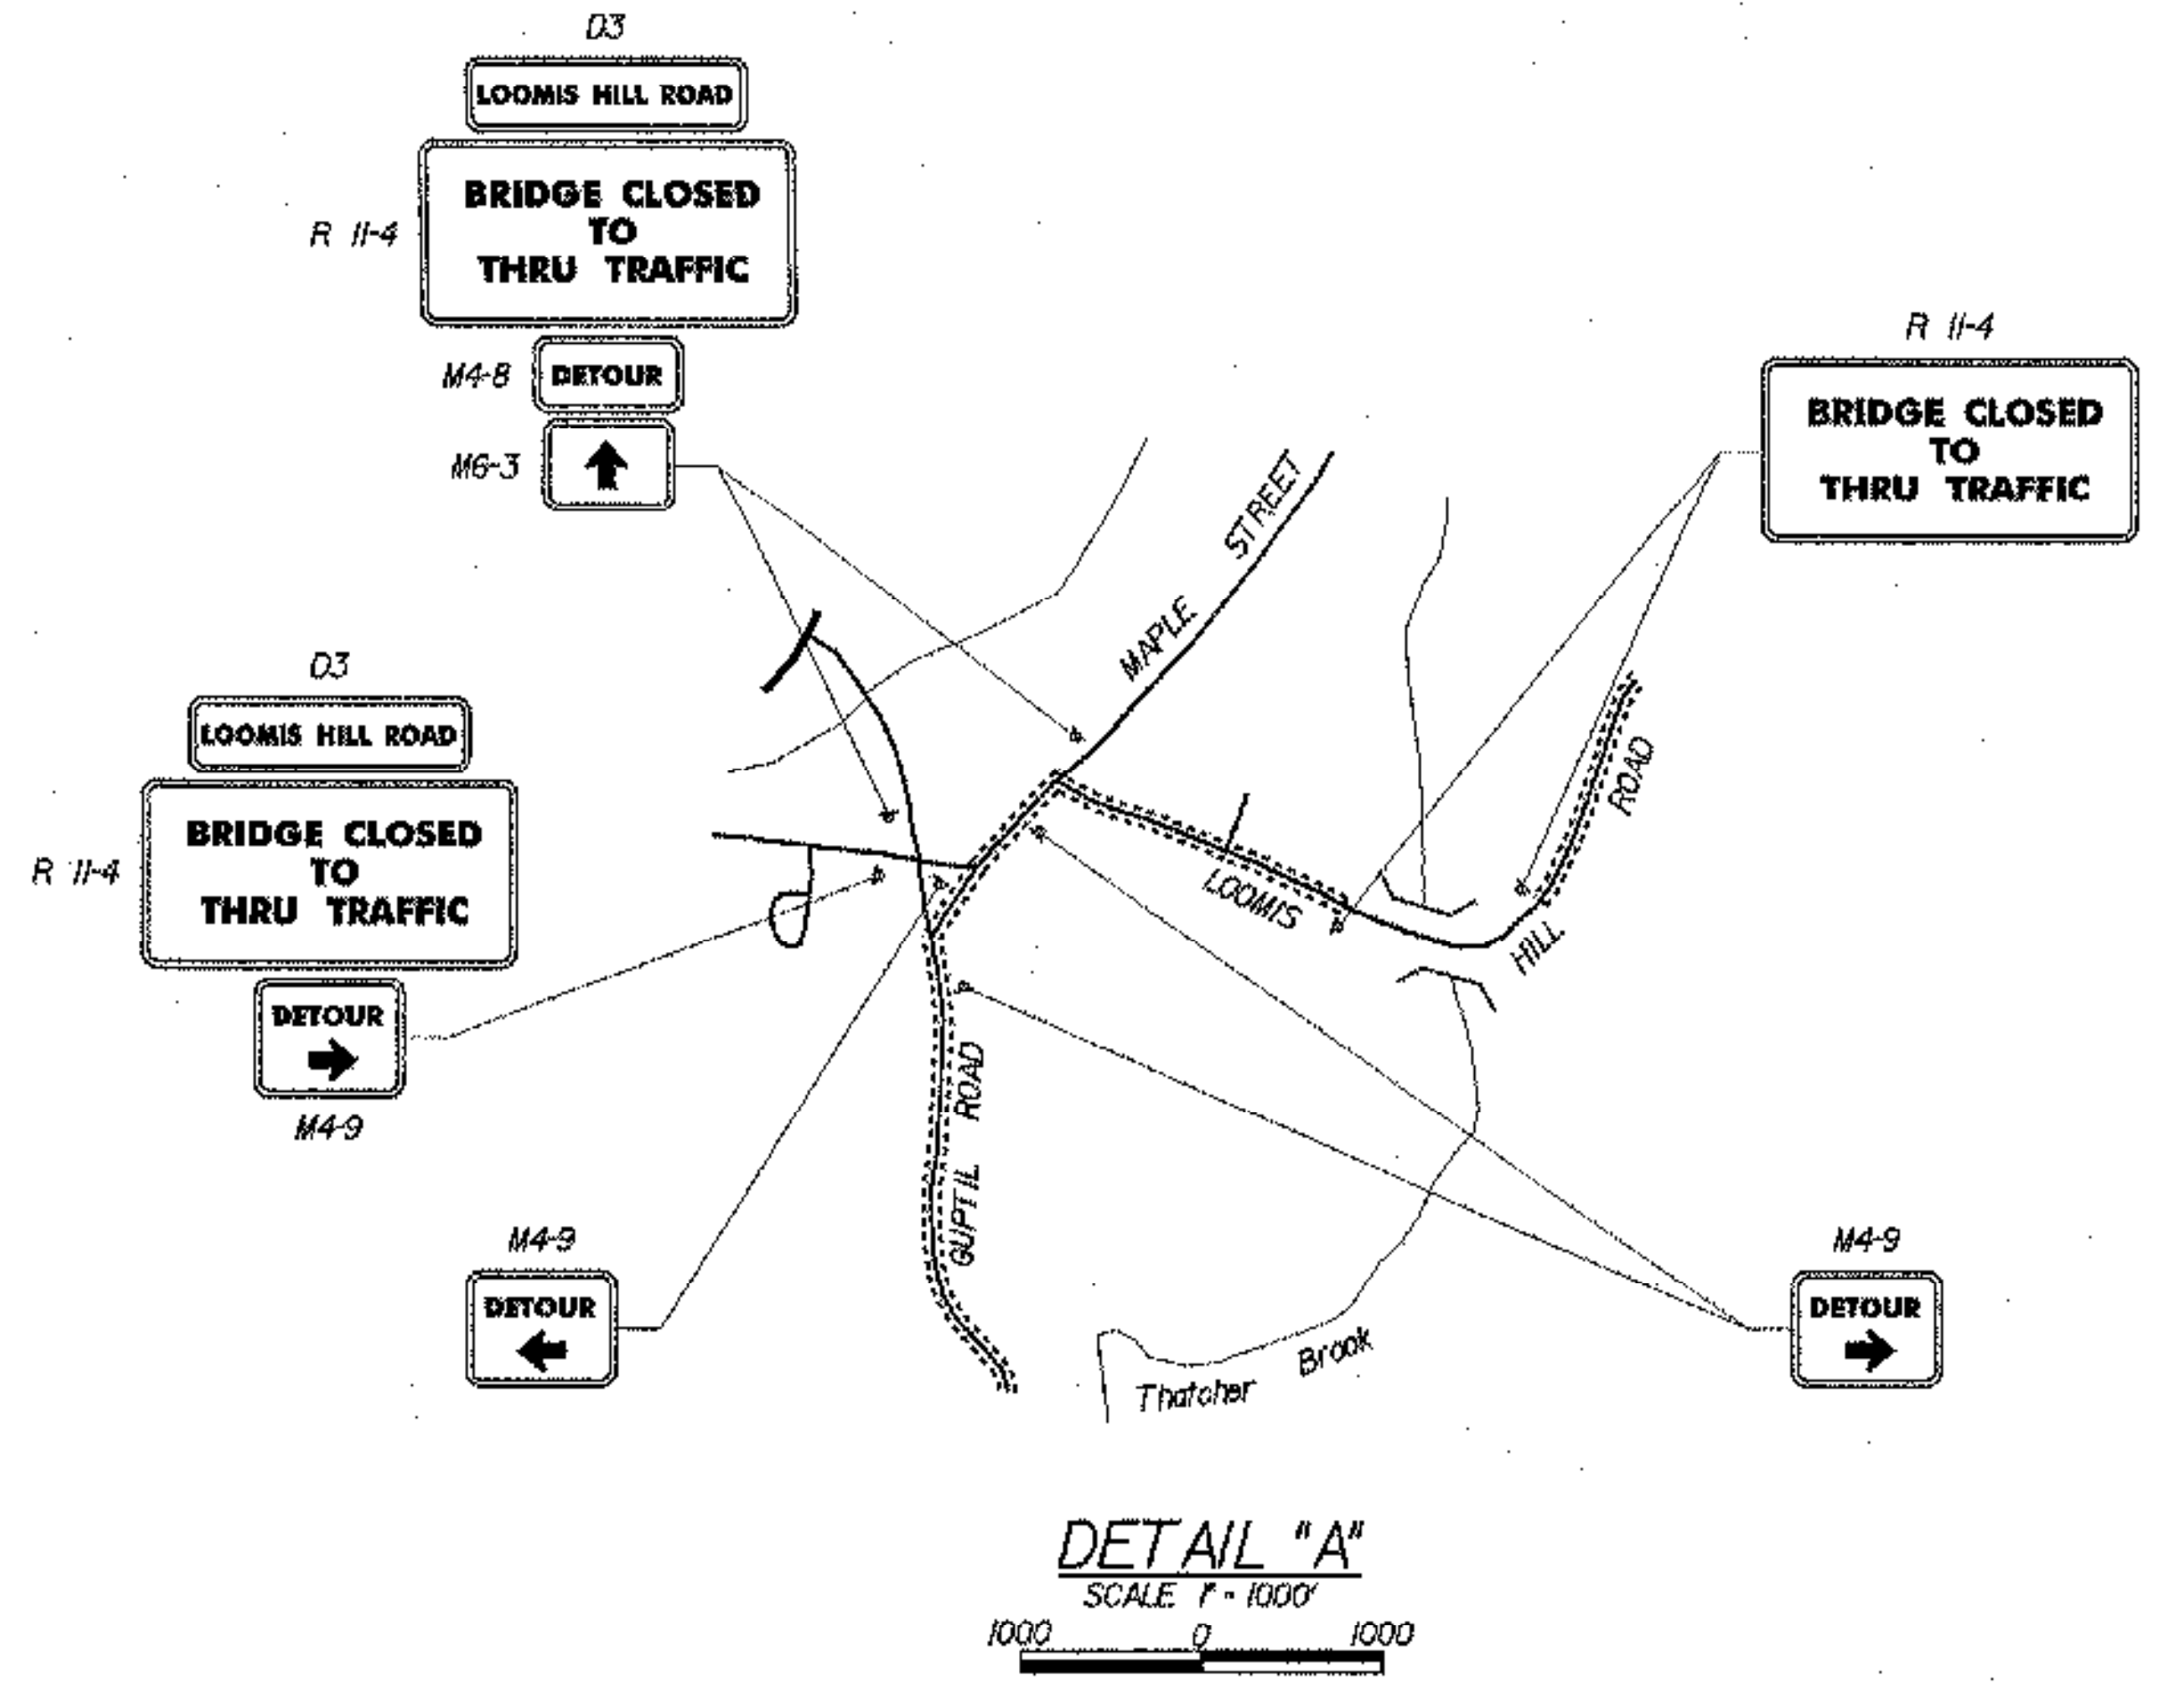 D3
LOOMIS HILL ROAD
R 11-4
BRIDGE CLOSED
TO
THRU TRAFFIC
M4-8
DETOUR
M6-3
R 11-4
BRIDGE CLOSED
TO
THRU TRAFFIC
MAPLE STREET
D3
LOOMIS HILL ROAD
R 11-4
BRIDGE CLOSED
TO
THRU TRAFFIC
DETOUR
M4-9
LOOMIS HILL ROAD
GUPTIL ROAD
M4-9
DETOUR
M4-9
DETOUR
Thatcher Brook
DETAIL "A"
SCALE 1" = 1000'
1000 0 1000